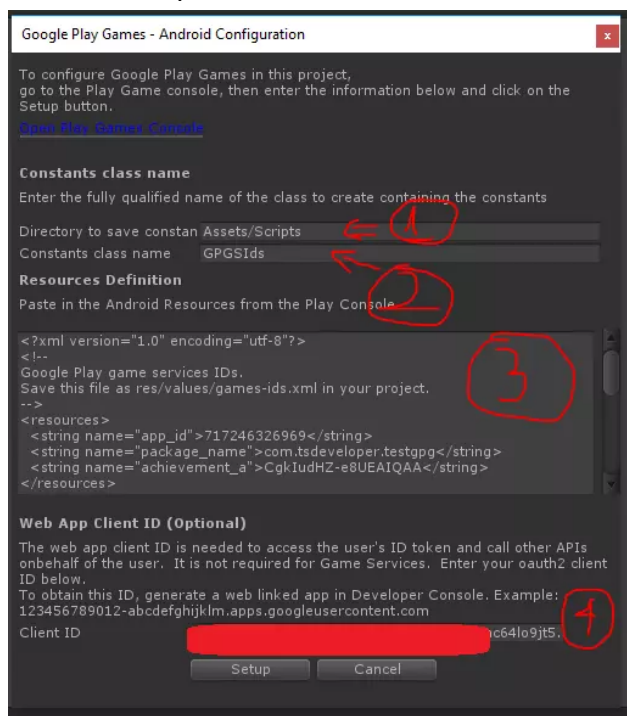 Google Play Games - Android Configuration
x
To configure Google Play Games in this project,
go to the Play Game console, then enter the information below and click on the
Setup button.
Open Play Games Console
Constants class name
Enter the fully qualified name of the class to create containing the constants
Directory to save constan Assets/Scripts
1
Constants class name GPGSIds
2
Resources Definition
Paste in the Android Resources from the Play Console
3
<?xml version="1.0" encoding="utf-8"?>
<!--
Google Play game services IDs.
Save this file as res/values/games-ids.xml in your project.
-->
<resources>
<string name="app_id">717246326969</string>
<string name="package_name">com.tsdeveloper.testgpg</string>
<string name="achievement_a">CgkIudHZ-e8UEAIQAA</string>
</resources>
Web App Client ID (Optional)
The web app client ID is needed to access the user's ID token and call other APIs
onbehalf of the user. It is not required for Game Services. Enter your oauth2 client
ID below.
To obtain this ID, generate a web linked app in Developer Console. Example:
123456789012-abcdefghijklm.apps.googleusercontent.com
4
Client ID ac64lo9jt5.
Setup Cancel